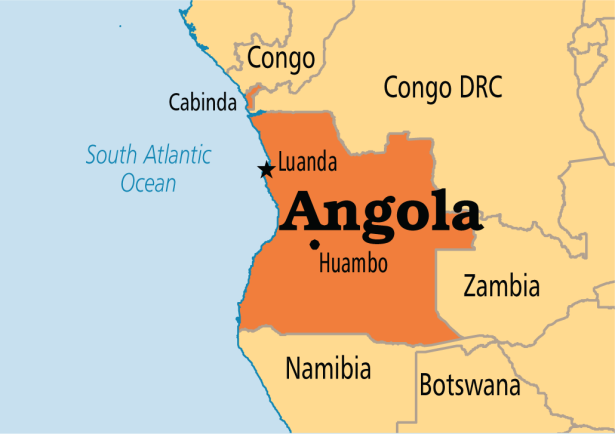 Congo
Congo DRC
Cabinda
South Atlantic
Ocean
Luanda
Angola
Huambo
Zambia
Namibia
Botswana